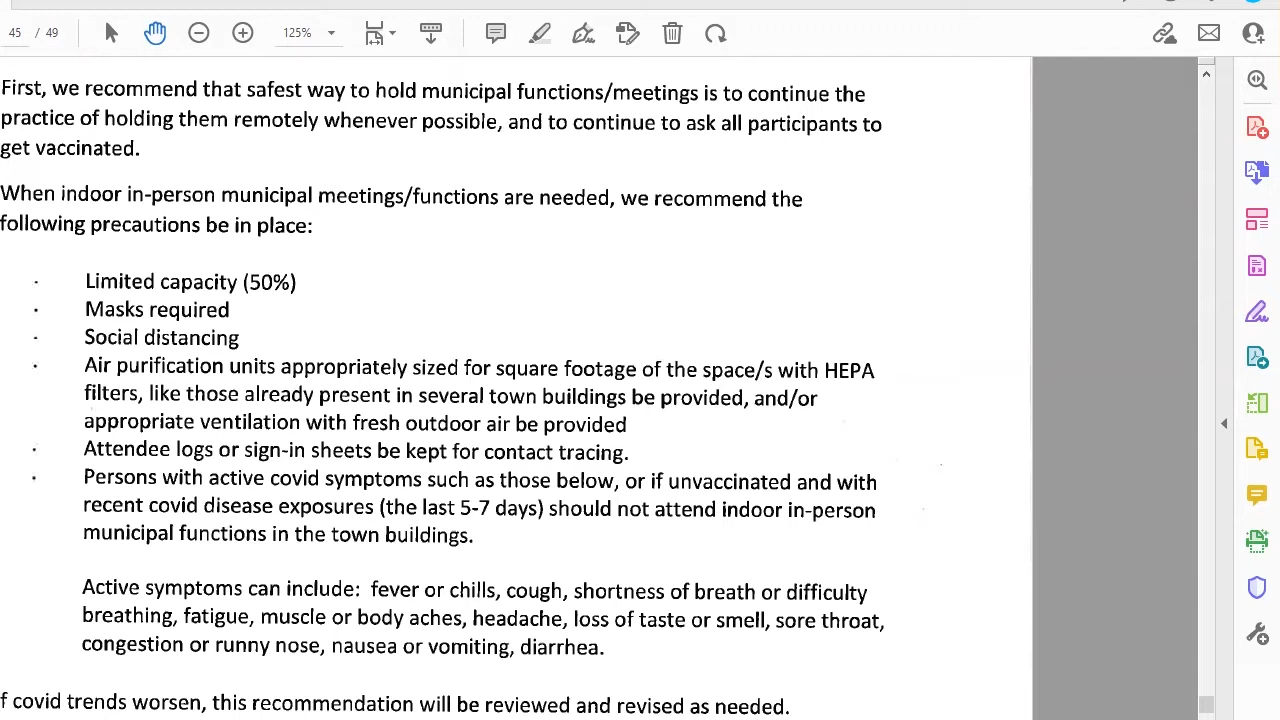 45 / 49
125%
First, we recommend that safest way to hold municipal functions/meetings is to continue the
practice of holding them remotely whenever possible, and to continue to ask all participants to
get vaccinated.
When indoor in-person municipal meetings/functions are needed, we recommend the
following precautions be in place:
· Limited capacity (50%)
· Masks required
· Social distancing
· Air purification units appropriately sized for square footage of the space/s with HEPA
filters, like those already present in several town buildings be provided, and/or
appropriate ventilation with fresh outdoor air be provided
· Attendee logs or sign-in sheets be kept for contact tracing.
· Persons with active covid symptoms such as those below, or if unvaccinated and with
recent covid disease exposures (the last 5-7 days) should not attend indoor in-person
municipal functions in the town buildings.
Active symptoms can include: fever or chills, cough, shortness of breath or difficulty
breathing, fatigue, muscle or body aches, headache, loss of taste or smell, sore throat,
congestion or runny nose, nausea or vomiting, diarrhea.
f covid trends worsen, this recommendation will be reviewed and revised as needed.